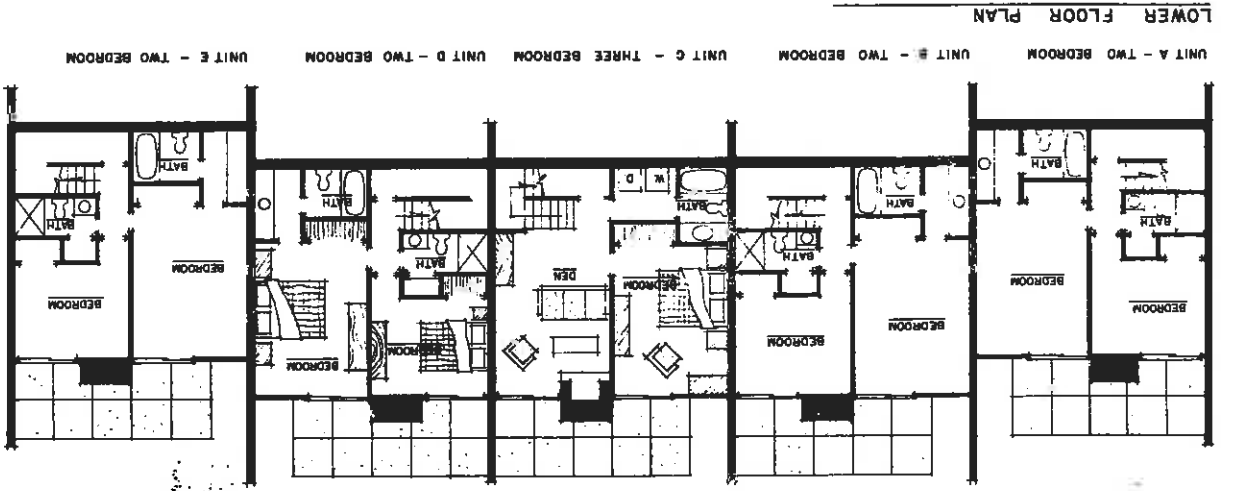 BEDROOM
BEDROOM
BATH
BATH
BEDROOM
BEDROOM
BATH
BATH
BEDROOM
DEN
BATH
W
D
BEDROOM
BEDROOM
BATH
BATH
BEDROOM
BEDROOM
BATH
BATH
UNIT A - TWO BEDROOM
UNIT B - TWO BEDROOM
UNIT C - THREE BEDROOM
UNIT D - TWO BEDROOM
UNIT E - TWO BEDROOM
LOWER FLOOR PLAN